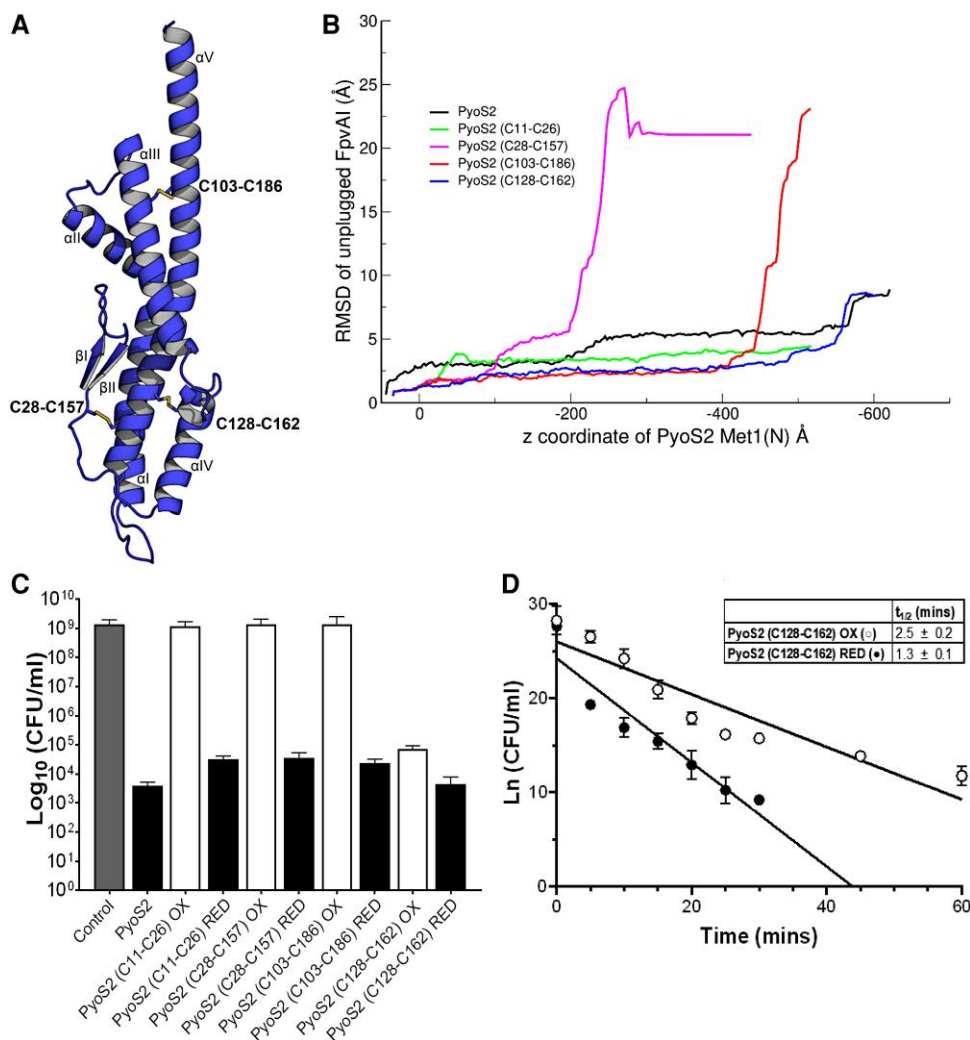 A
αV
αIII
C103-C186
αII
βI
βII
C28-C157
C128-C162
αIV
αI
B
RMSD of unplugged FpvAI (Å)
30
25
20
15
10
5
0
PyoS2
PyoS2 (C11-C26)
PyoS2 (C28-C157)
PyoS2 (C103-C186)
PyoS2 (C128-C162)
0 -200 -400 -600
z coordinate of PyoS2 Met1(N) Å
C
Log10 (CFU/ml)
10^10
10^9
10^8
10^7
10^6
10^5
10^4
10^3
10^2
10^1
10^0
Control
PyoS2
PyoS2 (C11-C26) OX
PyoS2 (C11-C26) RED
PyoS2 (C28-C157) OX
PyoS2 (C28-C157) RED
PyoS2 (C103-C186) OX
PyoS2 (C103-C186) RED
PyoS2 (C128-C162) OX
PyoS2 (C128-C162) RED
D
Ln (CFU/ml)
30
20
10
0
t1/2 (mins)
PyoS2 (C128-C162) OX (○) 2.5 ± 0.2
PyoS2 (C128-C162) RED (●) 1.3 ± 0.1
0 20 40 60
Time (mins)